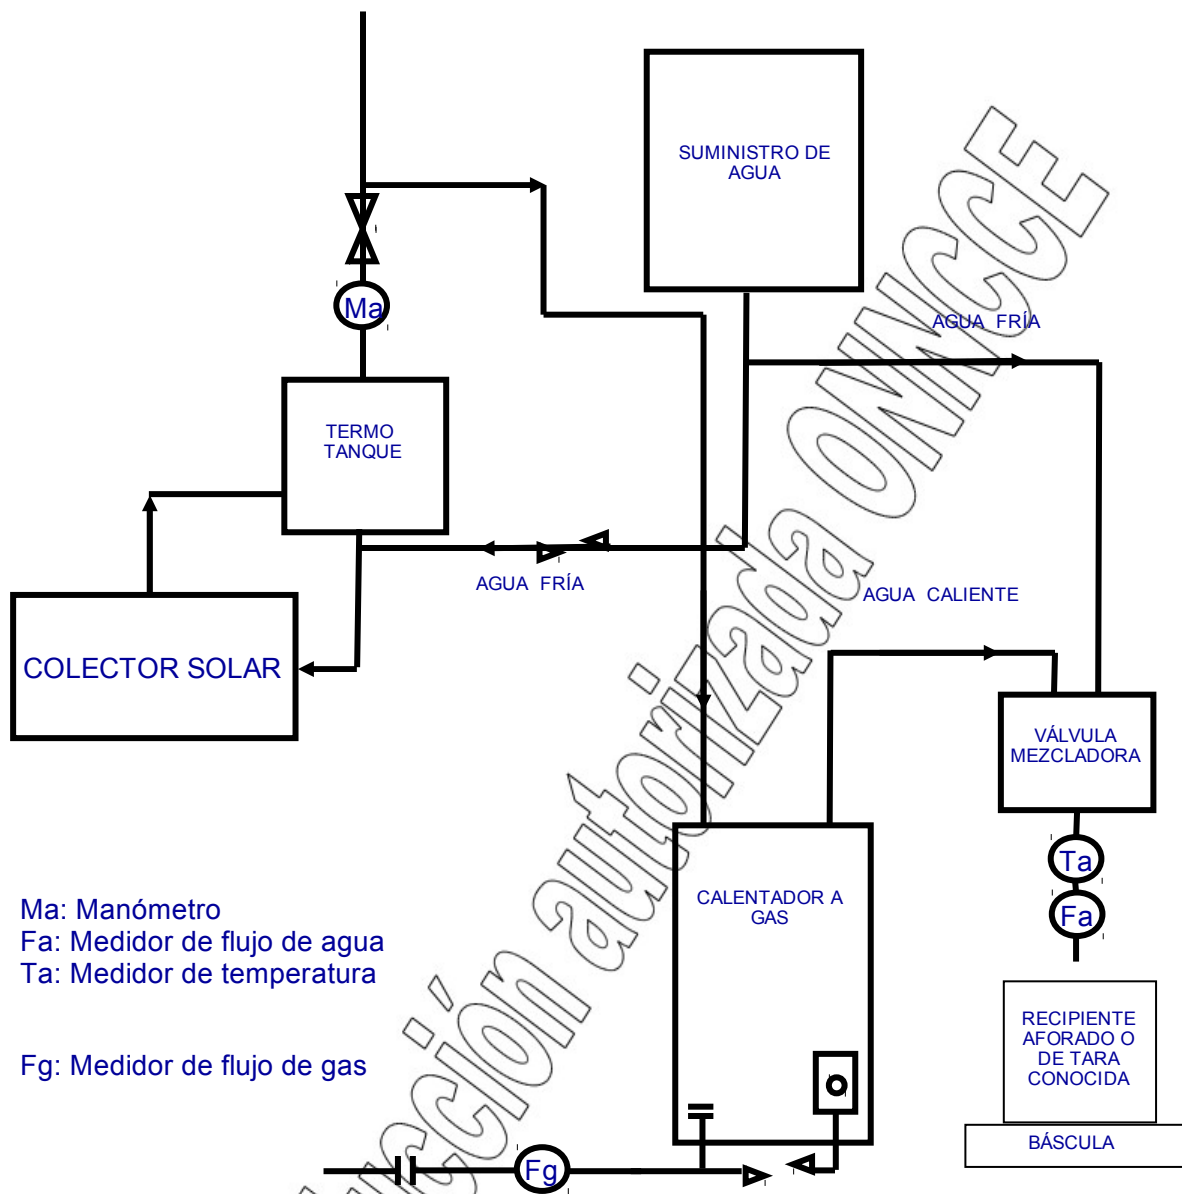 SUMINISTRO DE
AGUA
Ma
AGUA FRÍA
TERMO
TANQUE
AGUA FRÍA
AGUA CALIENTE
COLECTOR SOLAR
VÁLVULA
MEZCLADORA
Ta
CALENTADOR A
GAS
Fa
Ma: Manómetro
Fa: Medidor de flujo de agua
Ta: Medidor de temperatura
Fg: Medidor de flujo de gas
RECIPIENTE
AFORADO O
DE TARA
CONOCIDA
BÁSCULA
Fg
ucción autorizada ONNCCE